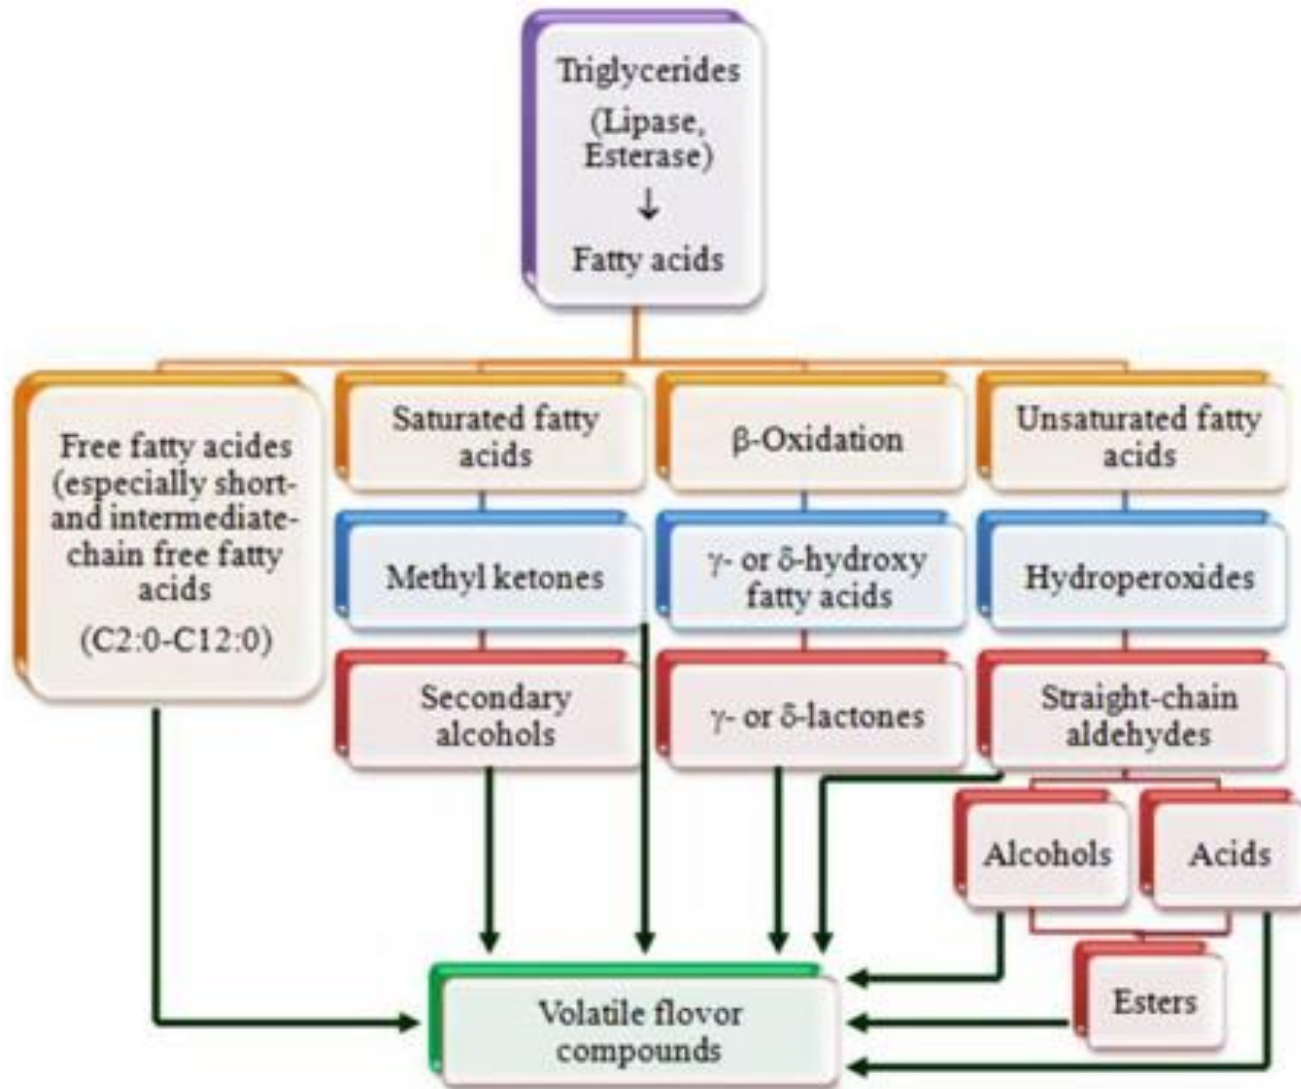 Triglycerides
(Lipase,
Esterase)
↓
Fatty acids
Free fatty acides
(especially short-
and intermediate-
chain free fatty
acids
(C2:0-C12:0)
Saturated fatty
acids
β-Oxidation
Unsaturated fatty
acids
Methyl ketones
γ- or δ-hydroxy
fatty acids
Hydroperoxides
Secondary
alcohols
γ- or δ-lactones
Straight-chain
aldehydes
Alcohols
Acids
Esters
Volatile flovor
compounds